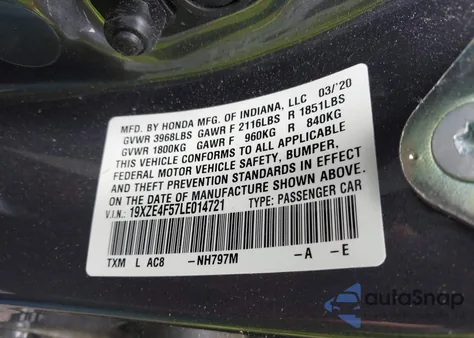 MFD. BY HONDA MFG. OF INDIANA, LLC 03/'20
GVWR 3968LBS GAWR F 2116LBS R 1851LBS
GVWR 1800KG GAWR F 960KG R 840KG
THIS VEHICLE CONFORMS TO ALL APPLICABLE
FEDERAL MOTOR VEHICLE SAFETY, BUMPER,
AND THEFT PREVENTION STANDARDS IN EFFECT
ON THE DATE OF MANUFACTURE SHOWN ABOVE.
V.I.N.: 19XZE4F57LE014721 TYPE: PASSENGER CAR
TXM L AC8 -NH797M -A -E
autoSnap